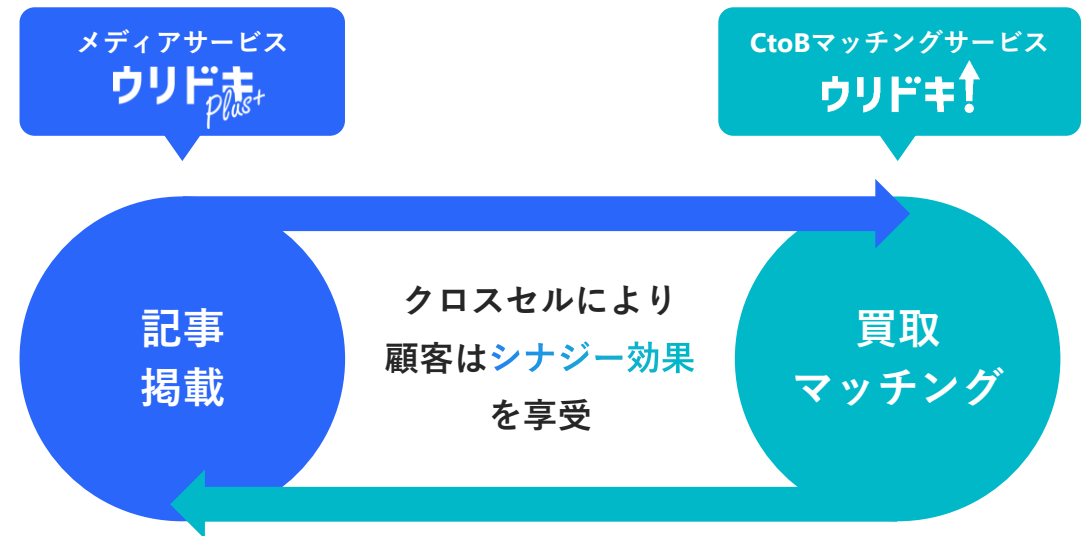 メディアサービス
ウリドキ
Plus+
CtoBマッチングサービス
ウリドキ!
記事
掲載
クロスセルにより
顧客はシナジー効果
を享受
買取
マッチング